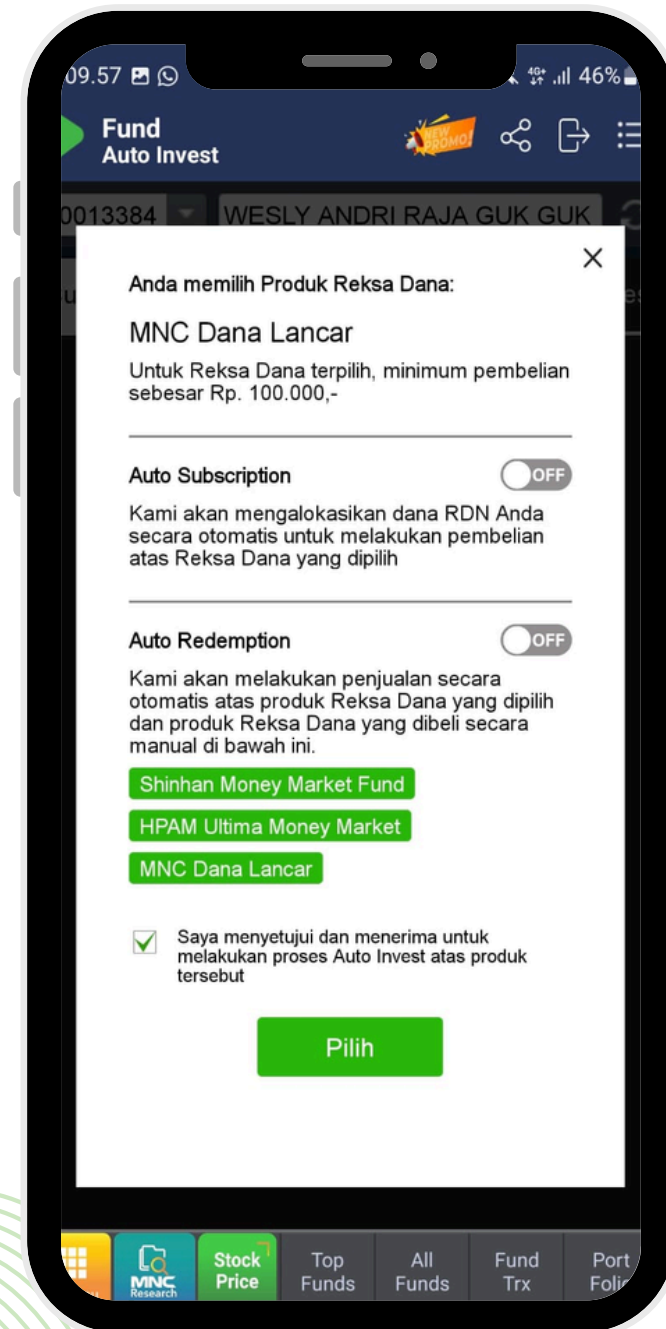 09.57
4G+
46%
Fund
Auto Invest
NEW
PROMO!
0013384
WESLY ANDRI RAJA GUK GUK
Anda memilih Produk Reksa Dana:
MNC Dana Lancar
Untuk Reksa Dana terpilih, minimum pembelian
sebesar Rp. 100.000,-
Auto Subscription
OFF
Kami akan mengalokasikan dana RDN Anda
secara otomatis untuk melakukan pembelian
atas Reksa Dana yang dipilih
Auto Redemption
OFF
Kami akan melakukan penjualan secara
otomatis atas produk Reksa Dana yang dipilih
dan produk Reksa Dana yang dibeli secara
manual di bawah ini.
Shinhan Money Market Fund
HPAM Ultima Money Market
MNC Dana Lancar
Saya menyetujui dan menerima untuk
melakukan proses Auto Invest atas produk
tersebut
Pilih
MNC
Research
Stock
Price
Top
Funds
All
Funds
Fund
Trx
Port